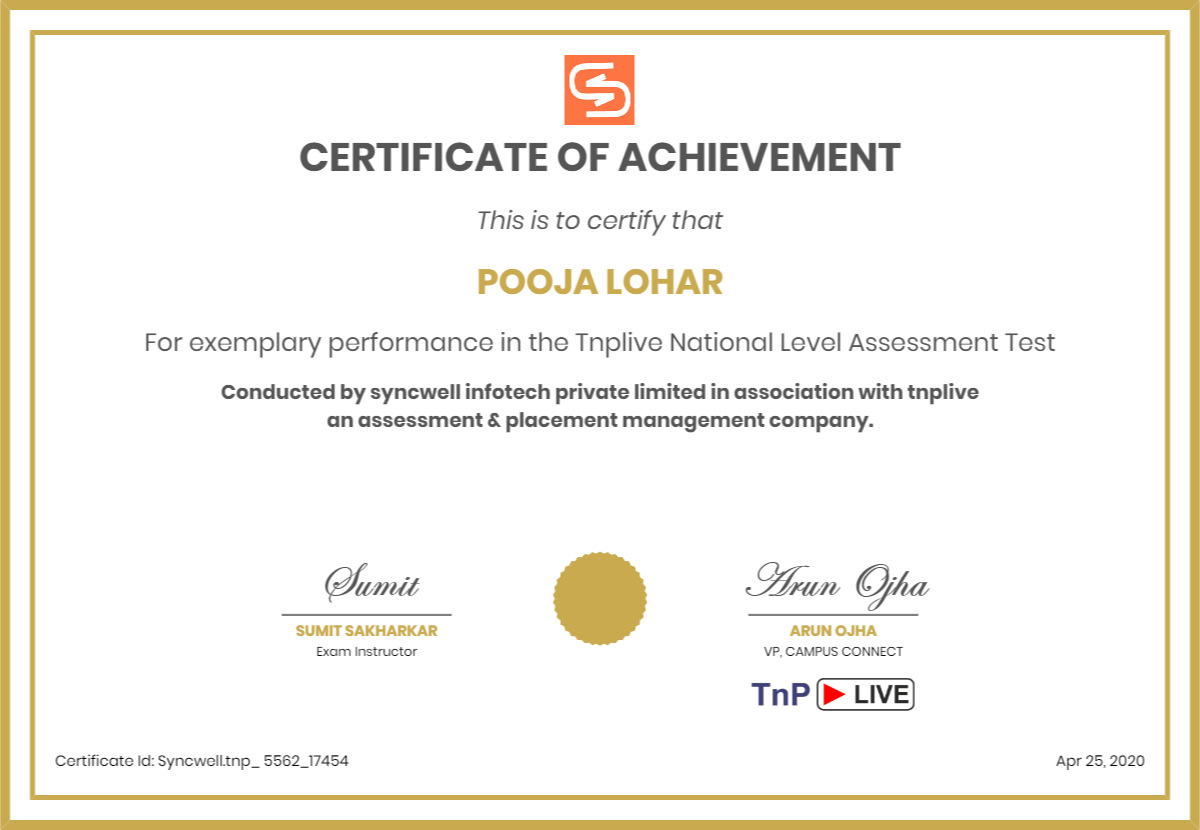 CERTIFICATE OF ACHIEVEMENT
This is to certify that
POOJA LOHAR
For exemplary performance in the Tnplive National Level Assessment Test
Conducted by syncwell infotech private limited in association with tnplive
an assessment & placement management company.
Sumit
SUMIT SAKHARKAR
Exam Instructor
Arun Ojha
ARUN OJHA
VP, CAMPUS CONNECT
TnP LIVE
Certificate Id: Syncwell.tnp_ 5562_17454
Apr 25, 2020